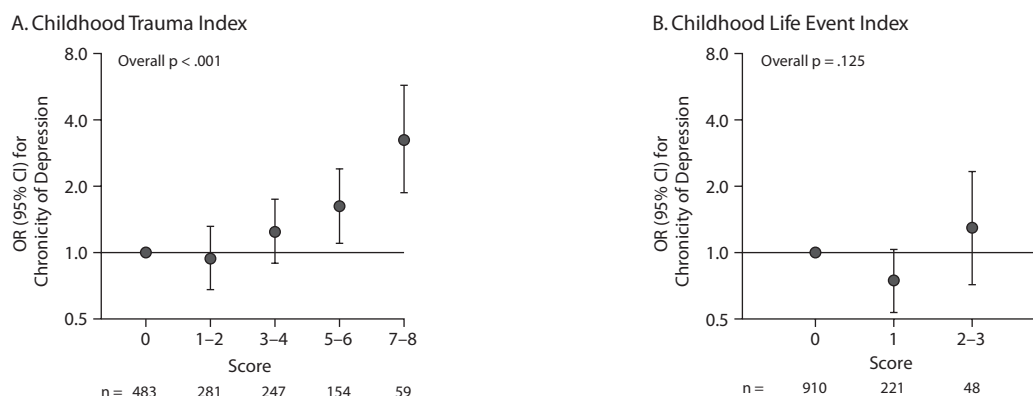 A. Childhood Trauma Index
8.0
Overall p < .001
4.0
2.0
1.0
0.5
OR (95% CI) for
Chronicity of Depression
0 1–2 3–4 5–6 7–8
Score
n = 483 281 247 154 59
B. Childhood Life Event Index
8.0
Overall p = .125
4.0
2.0
1.0
0.5
OR (95% CI) for
Chronicity of Depression
0 1 2–3
Score
n = 910 221 48